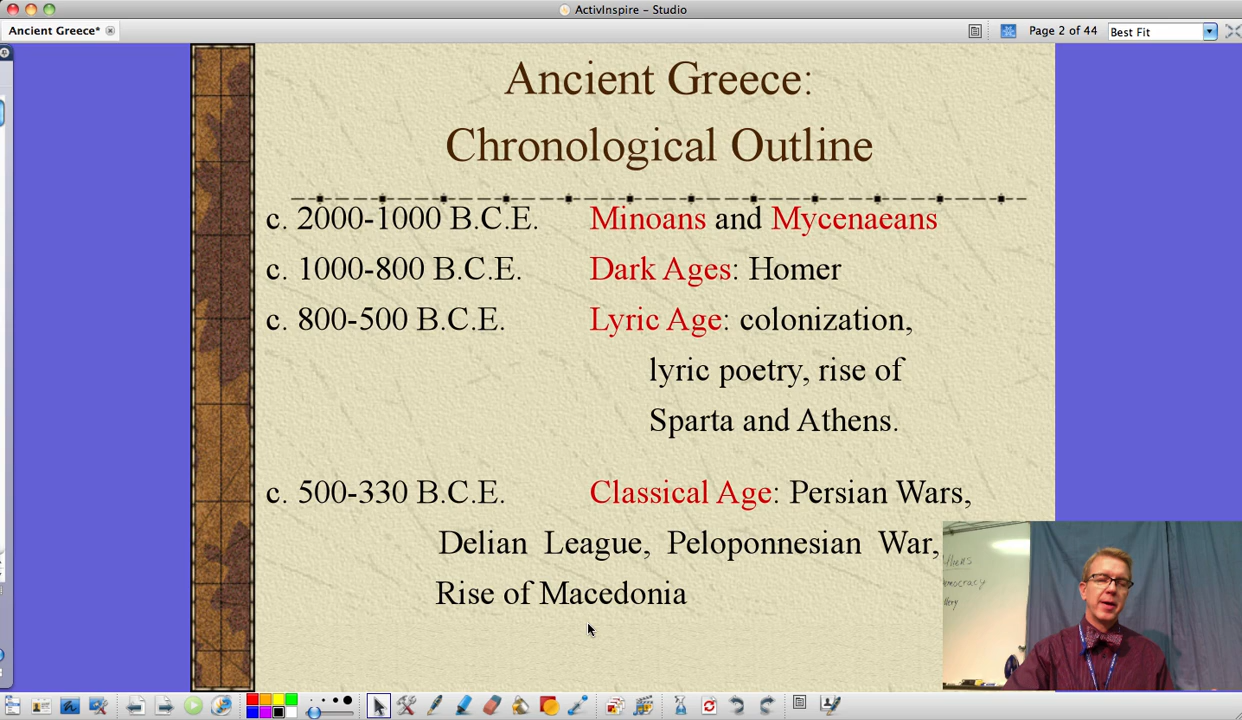 ActivInspire – Studio
Ancient Greece*
Page 2 of 44
Best Fit
Ancient Greece:
Chronological Outline
c. 2000-1000 B.C.E. Minoans and Mycenaeans
c. 1000-800 B.C.E. Dark Ages: Homer
c. 800-500 B.C.E. Lyric Age: colonization,
lyric poetry, rise of
Sparta and Athens.
c. 500-330 B.C.E. Classical Age: Persian Wars,
Delian League, Peloponnesian War,
Rise of Macedonia